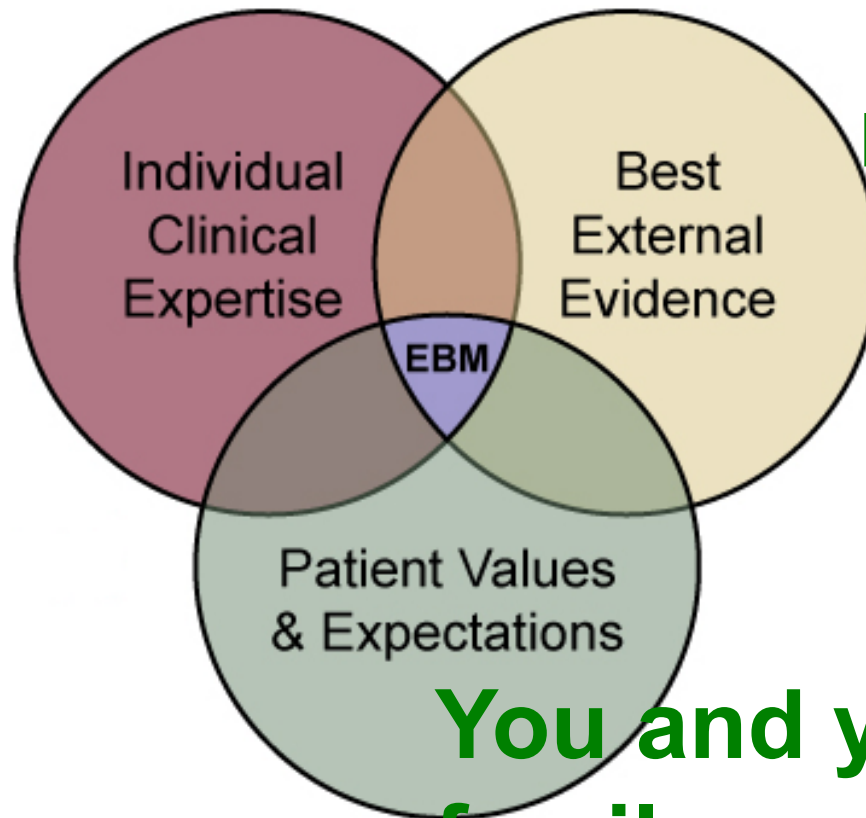 Individual
Clinical
Expertise
Best
External
Evidence
EBM
Patient Values
& Expectations
You and